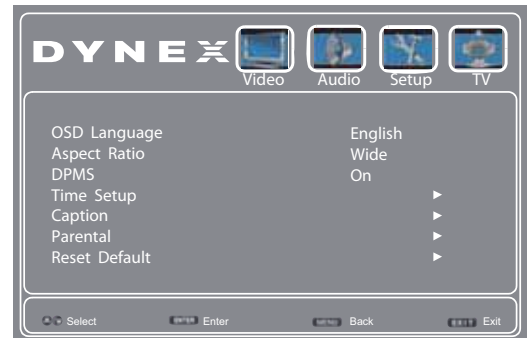 DYNEX
Video Audio Setup TV
OSD Language English
Aspect Ratio Wide
DPMS On
Time Setup
Caption
Parental
Reset Default
Select ENTER Enter MENU Back EXIT Exit